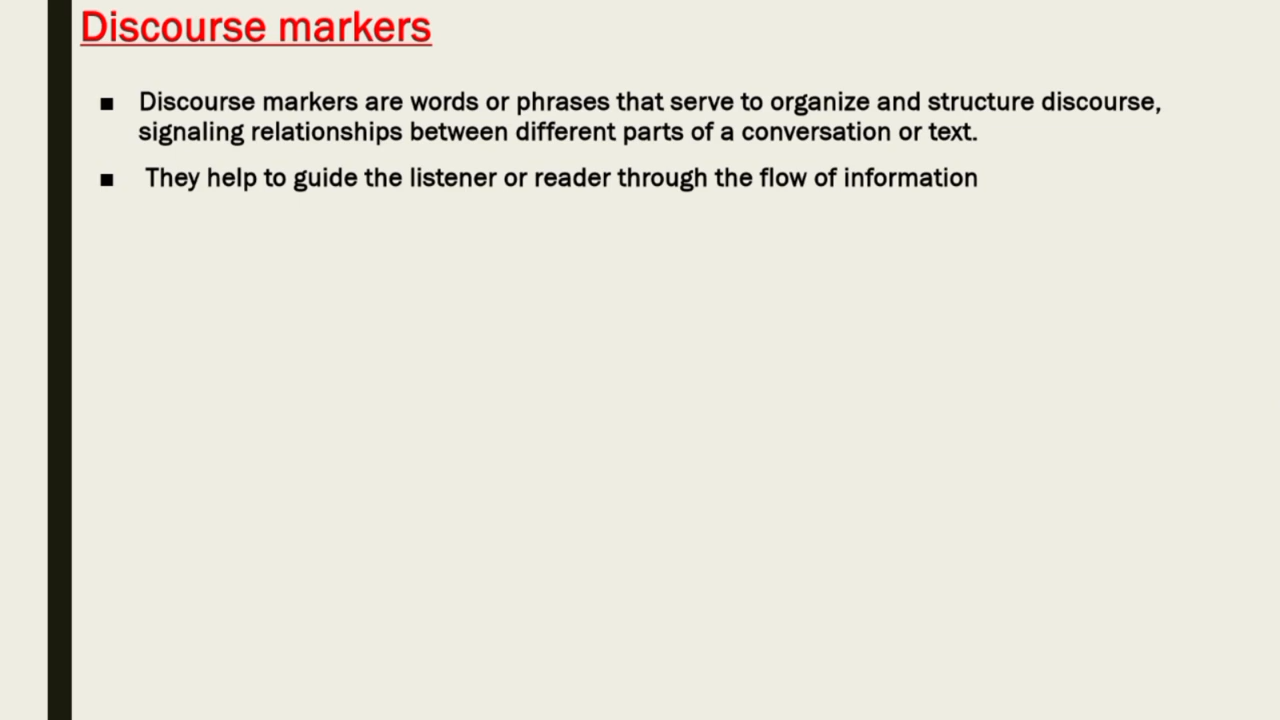 Discourse markers
■ Discourse markers are words or phrases that serve to organize and structure discourse,
signaling relationships between different parts of a conversation or text.
■ They help to guide the listener or reader through the flow of information